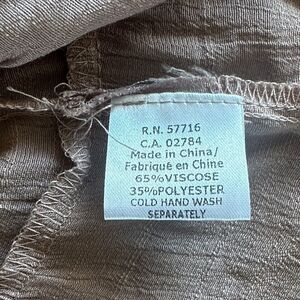 R.N. 57716
C.A. 02784
Made in China/
Fabriqué en Chine
65%VISCOSE
35%POLYESTER
COLD HAND WASH
SEPARATELY